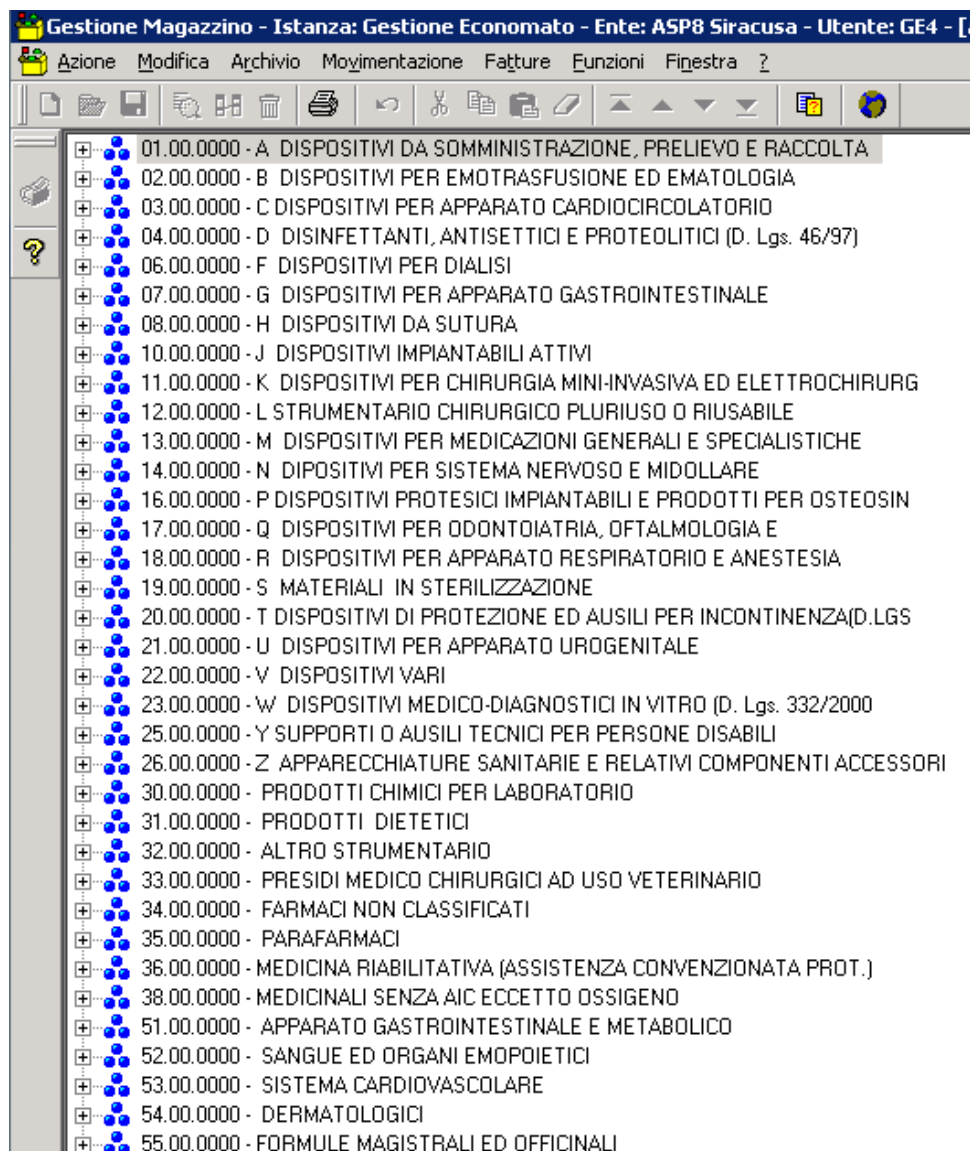 Gestione Magazzino - Istanza: Gestione Economato - Ente: ASP8 Siracusa - Utente: GE4 - [
Azione Modifica Archivio Movimentazione Fatture Funzioni Finestra ?
01.00.0000 - A DISPOSITIVI DA SOMMINISTRAZIONE, PRELIEVO E RACCOLTA
02.00.0000 - B DISPOSITIVI PER EMOTRASFUSIONE ED EMATOLOGIA
03.00.0000 - C DISPOSITIVI PER APPARATO CARDIOCIRCOLATORIO
04.00.0000 - D DISINFETTANTI, ANTISETTICI E PROTEOLITICI (D. Lgs. 46/97)
06.00.0000 - F DISPOSITIVI PER DIALISI
07.00.0000 - G DISPOSITIVI PER APPARATO GASTROINTESTINALE
08.00.0000 - H DISPOSITIVI DA SUTURA
10.00.0000 - J DISPOSITIVI IMPIANTABILI ATTIVI
11.00.0000 - K DISPOSITIVI PER CHIRURGIA MINI-INVASIVA ED ELETTROCHIRURG
12.00.0000 - L STRUMENTARIO CHIRURGICO PLURIUSO O RIUSABILE
13.00.0000 - M DISPOSITIVI PER MEDICAZIONI GENERALI E SPECIALISTICHE
14.00.0000 - N DIPOSITIVI PER SISTEMA NERVOSO E MIDOLLARE
16.00.0000 - P DISPOSITIVI PROTESICI IMPIANTABILI E PRODOTTI PER OSTEOSIN
17.00.0000 - Q DISPOSITIVI PER ODONTOIATRIA, OFTALMOLOGIA E
18.00.0000 - R DISPOSITIVI PER APPARATO RESPIRATORIO E ANESTESIA
19.00.0000 - S MATERIALI IN STERILIZZAZIONE
20.00.0000 - T DISPOSITIVI DI PROTEZIONE ED AUSILI PER INCONTINENZA(D.LGS
21.00.0000 - U DISPOSITIVI PER APPARATO UROGENITALE
22.00.0000 - V DISPOSITIVI VARI
23.00.0000 - W DISPOSITIVI MEDICO-DIAGNOSTICI IN VITRO (D. Lgs. 332/2000
25.00.0000 - Y SUPPORTI O AUSILI TECNICI PER PERSONE DISABILI
26.00.0000 - Z APPARECCHIATURE SANITARIE E RELATIVI COMPONENTI ACCESSORI
30.00.0000 - PRODOTTI CHIMICI PER LABORATORIO
31.00.0000 - PRODOTTI DIETETICI
32.00.0000 - ALTRO STRUMENTARIO
33.00.0000 - PRESIDI MEDICO CHIRURGICI AD USO VETERINARIO
34.00.0000 - FARMACI NON CLASSIFICATI
35.00.0000 - PARAFARMACI
36.00.0000 - MEDICINA RIABILITATIVA (ASSISTENZA CONVENZIONATA PROT.)
38.00.0000 - MEDICINALI SENZA AIC ECCETTO OSSIGENO
51.00.0000 - APPARATO GASTROINTESTINALE E METABOLICO
52.00.0000 - SANGUE ED ORGANI EMOPOIETICI
53.00.0000 - SISTEMA CARDIOVASCOLARE
54.00.0000 - DERMATOLOGICI
55.00.0000 - FORMULE MAGISTRALI ED OFFICINALI